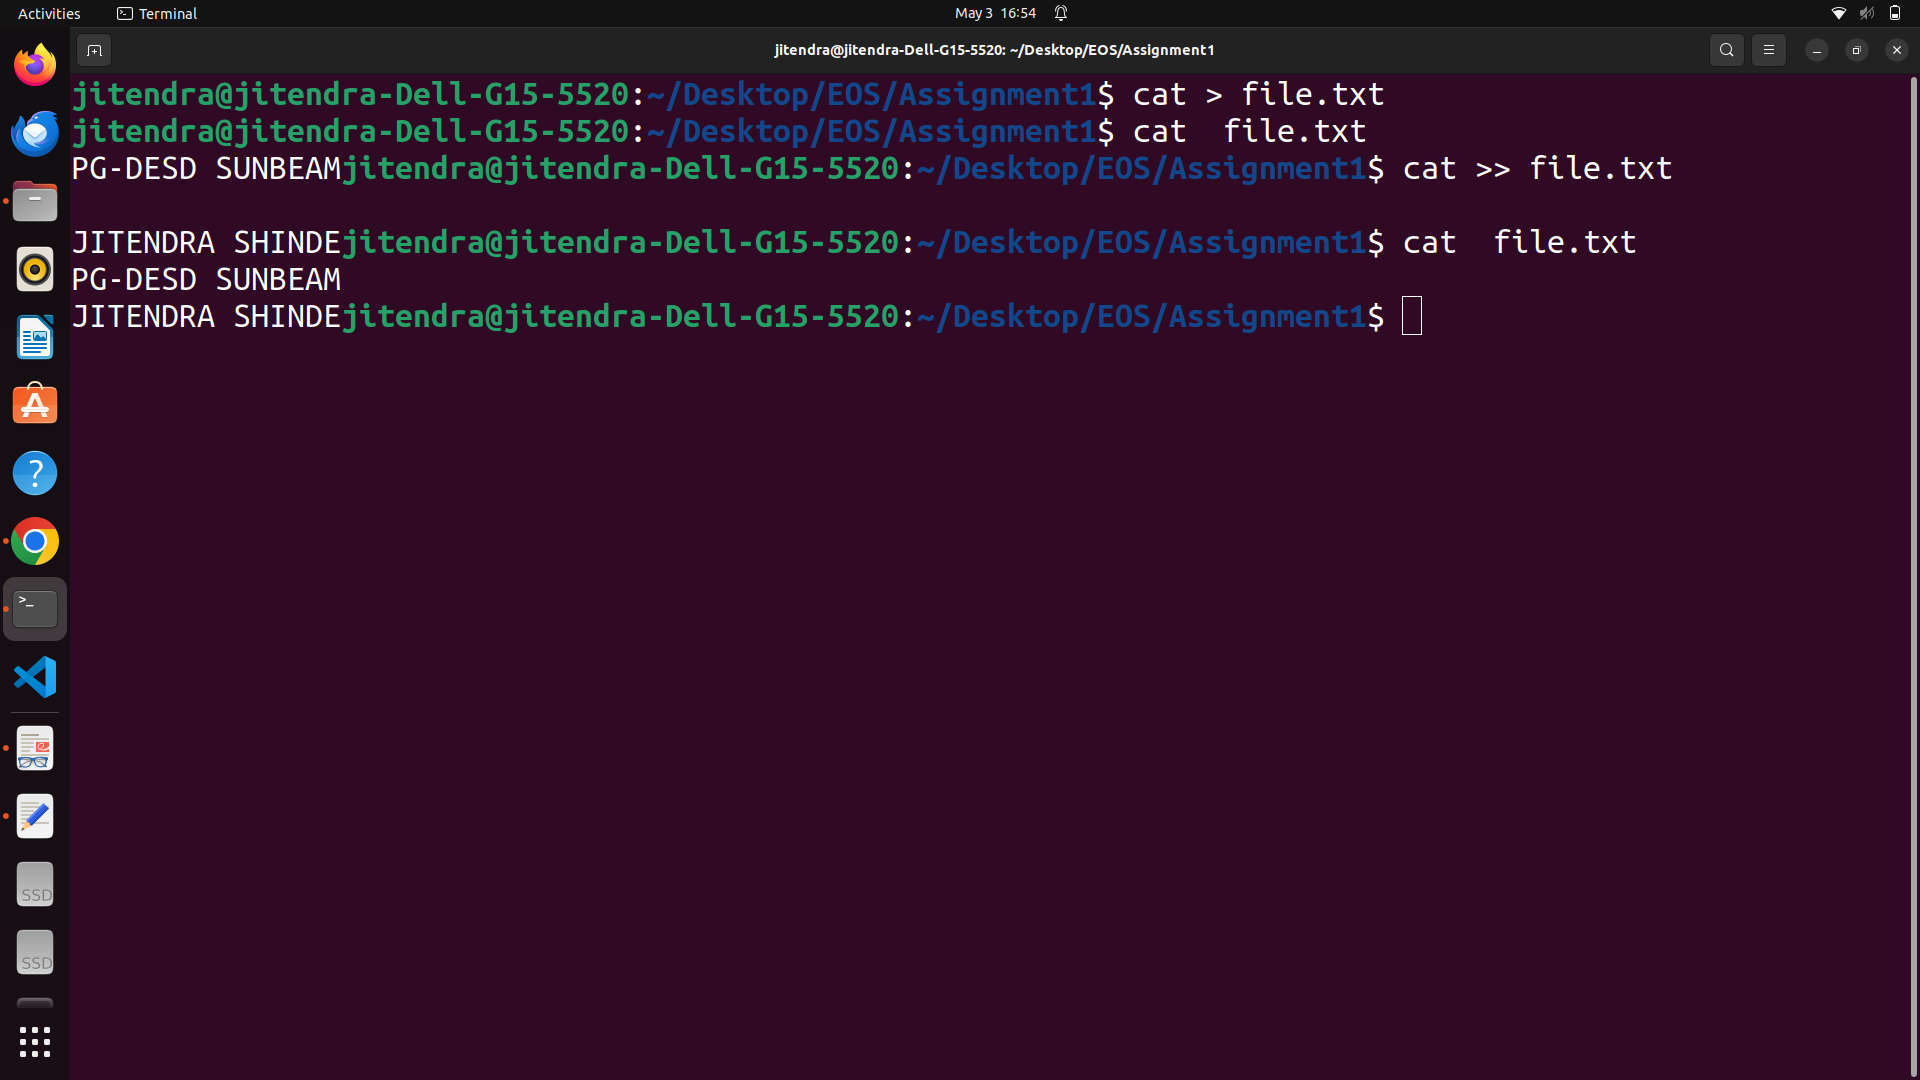 Activities Terminal May 3 16:54
jitendra@jitendra-Dell-G15-5520: ~/Desktop/EOS/Assignment1
jitendra@jitendra-Dell-G15-5520:~/Desktop/EOS/Assignment1$ cat > file.txt
jitendra@jitendra-Dell-G15-5520:~/Desktop/EOS/Assignment1$ cat  file.txt
PG-DESD SUNBEAMjitendra@jitendra-Dell-G15-5520:~/Desktop/EOS/Assignment1$ cat >> file.txt
JITENDRA SHINDEjitendra@jitendra-Dell-G15-5520:~/Desktop/EOS/Assignment1$ cat  file.txt
PG-DESD SUNBEAM
JITENDRA SHINDEjitendra@jitendra-Dell-G15-5520:~/Desktop/EOS/Assignment1$
SSD
SSD